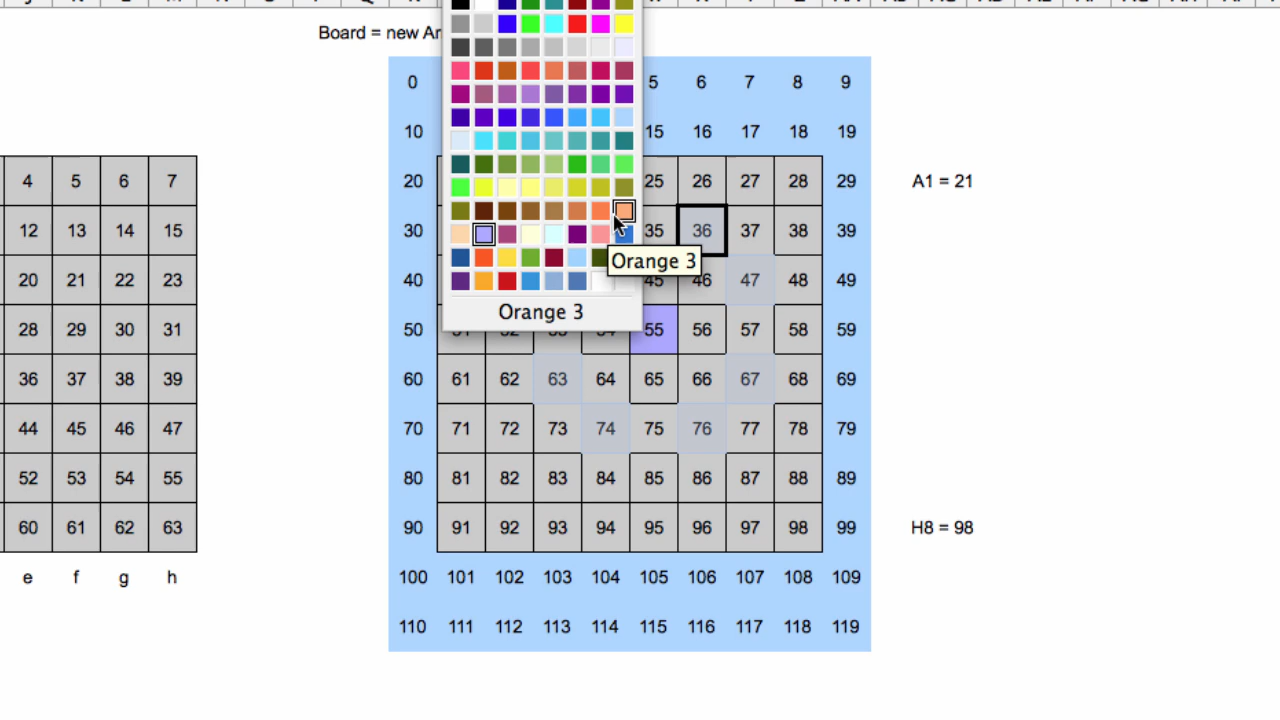 Board = new Ar
0 5 6 7 8 9
10 15 16 17 18 19
4 5 6 7 20 25 26 27 28 29 A1 = 21
12 13 14 15 30 35 36 37 38 39
Orange 3
20 21 22 23 40 45 46 47 48 49
Orange 3
28 29 30 31 50 51 52 53 54 55 56 57 58 59
36 37 38 39 60 61 62 63 64 65 66 67 68 69
44 45 46 47 70 71 72 73 74 75 76 77 78 79
52 53 54 55 80 81 82 83 84 85 86 87 88 89
60 61 62 63 90 91 92 93 94 95 96 97 98 99 H8 = 98
e f g h 100 101 102 103 104 105 106 107 108 109
110 111 112 113 114 115 116 117 118 119